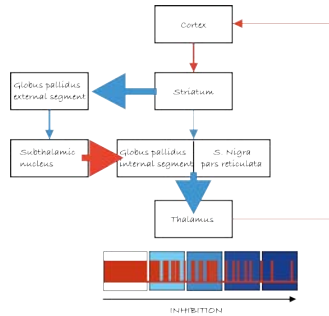 Cortex
Globus pallidus
external segment
Striatum
Subthalamic
nucleus
Globus pallidus
internal segment
S. Nigra
pars reticulata
Thalamus
INHIBITION